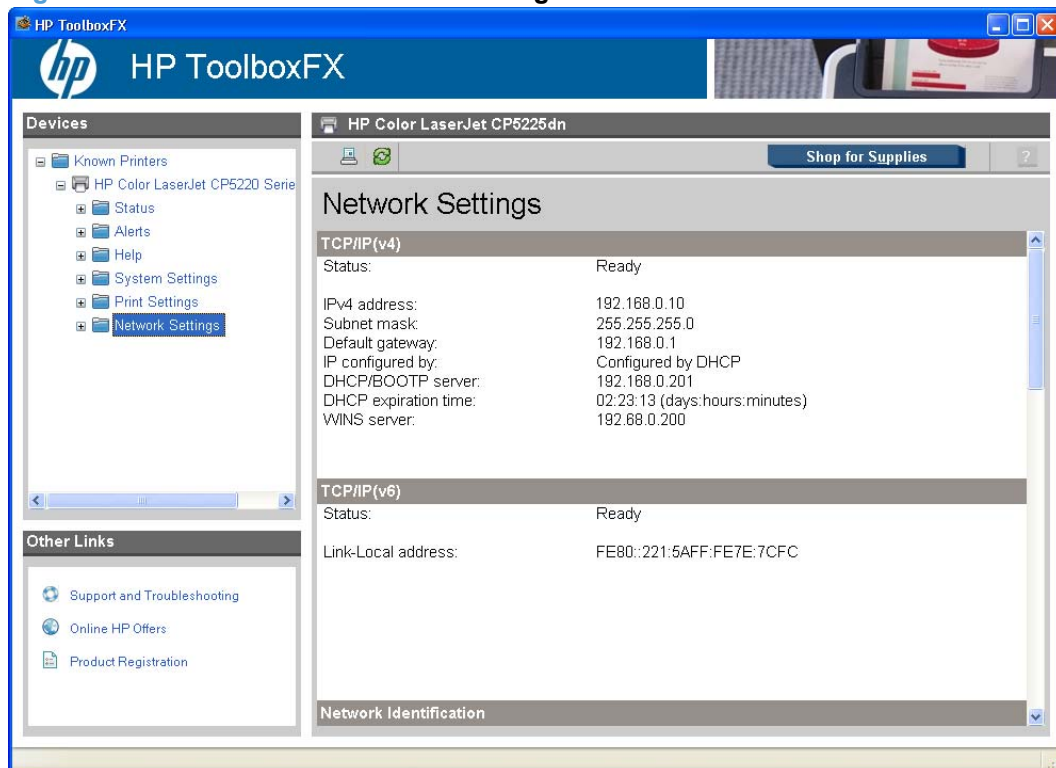 HP ToolboxFX
hp HP ToolboxFX
Devices
Known Printers
HP Color LaserJet CP5220 Serie
Status
Alerts
Help
System Settings
Print Settings
Network Settings
Other Links
Support and Troubleshooting
Online HP Offers
Product Registration
HP Color LaserJet CP5225dn
Shop for Supplies ?
Network Settings
TCP/IP(v4)
Status: Ready
IPv4 address: 192.168.0.10
Subnet mask: 255.255.255.0
Default gateway: 192.168.0.1
IP configured by: Configured by DHCP
DHCP/BOOTP server: 192.168.0.201
DHCP expiration time: 02:23:13 (days:hours:minutes)
WINS server: 192.68.0.200
TCP/IP(v6)
Status: Ready
Link-Local address: FE80::221:5AFF:FE7E:7CFC
Network Identification